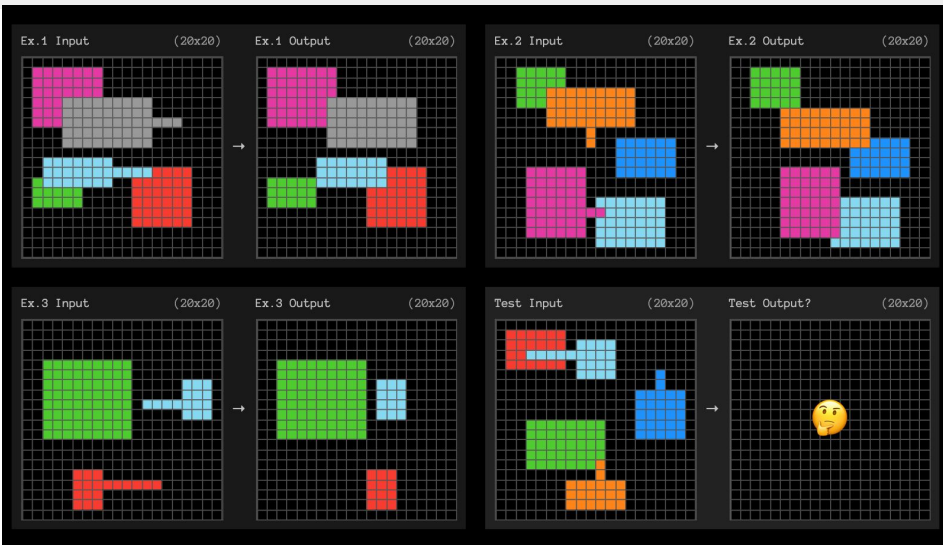 Ex.1 Input (20x20)
Ex.1 Output (20x20)
Ex.2 Input (20x20)
Ex.2 Output (20x20)
Ex.3 Input (20x20)
Ex.3 Output (20x20)
Test Input (20x20)
Test Output?